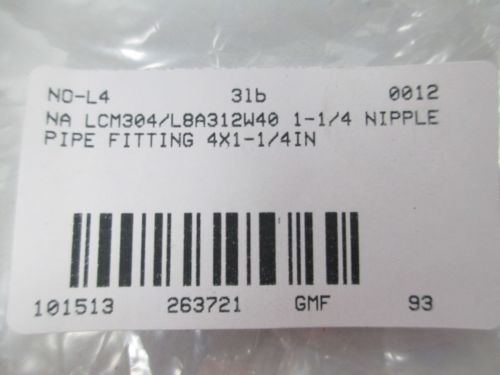 NO-L4 3lb 0012
NA LCM304/L8A312W40 1-1/4 NIPPLE
PIPE FITTING 4X1-1/4IN
101513 263721 GMF 93